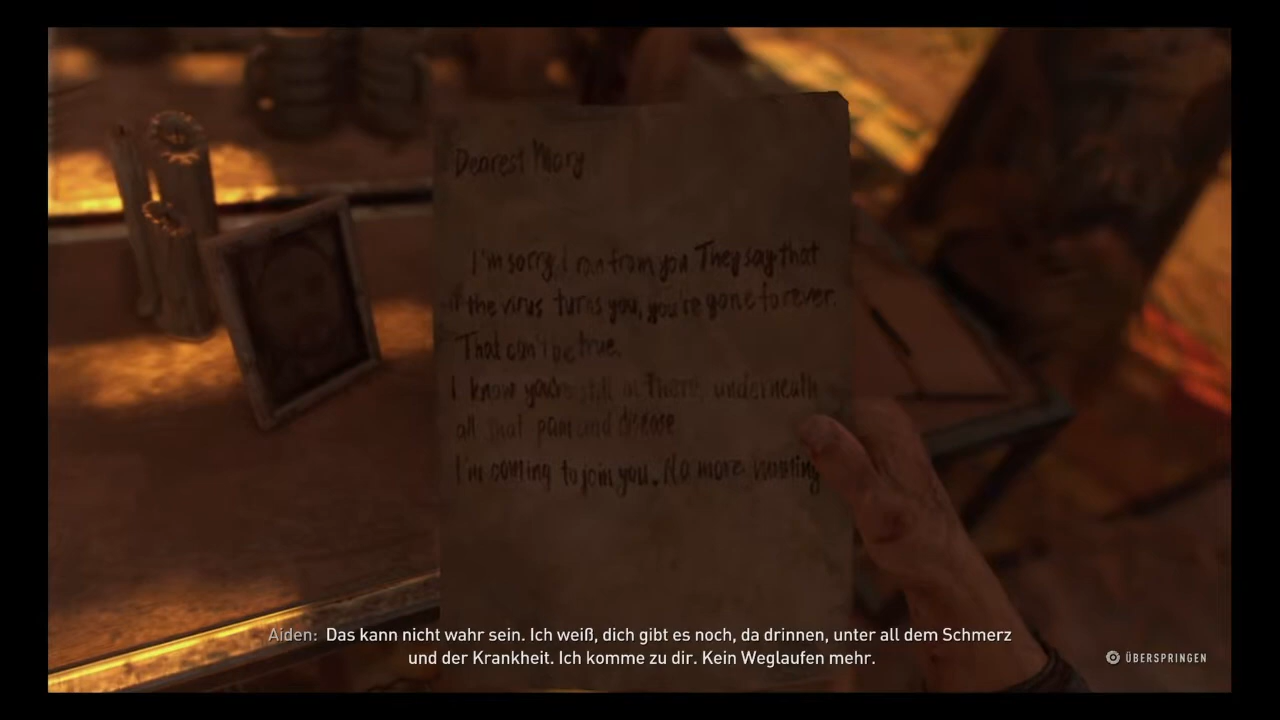 Dearest Mary
I'm sorry I ran from you They say that
if the virus turns you, you're gone forever.
That can't be true.
I know you're still in there, underneath
all that pain and disease
I'm coming to join you. No more
Aiden: Das kann nicht wahr sein. Ich weiß, dich gibt es noch, da drinnen, unter all dem Schmerz
und der Krankheit. Ich komme zu dir. Kein Weglaufen mehr.
ÜBERSPRINGEN